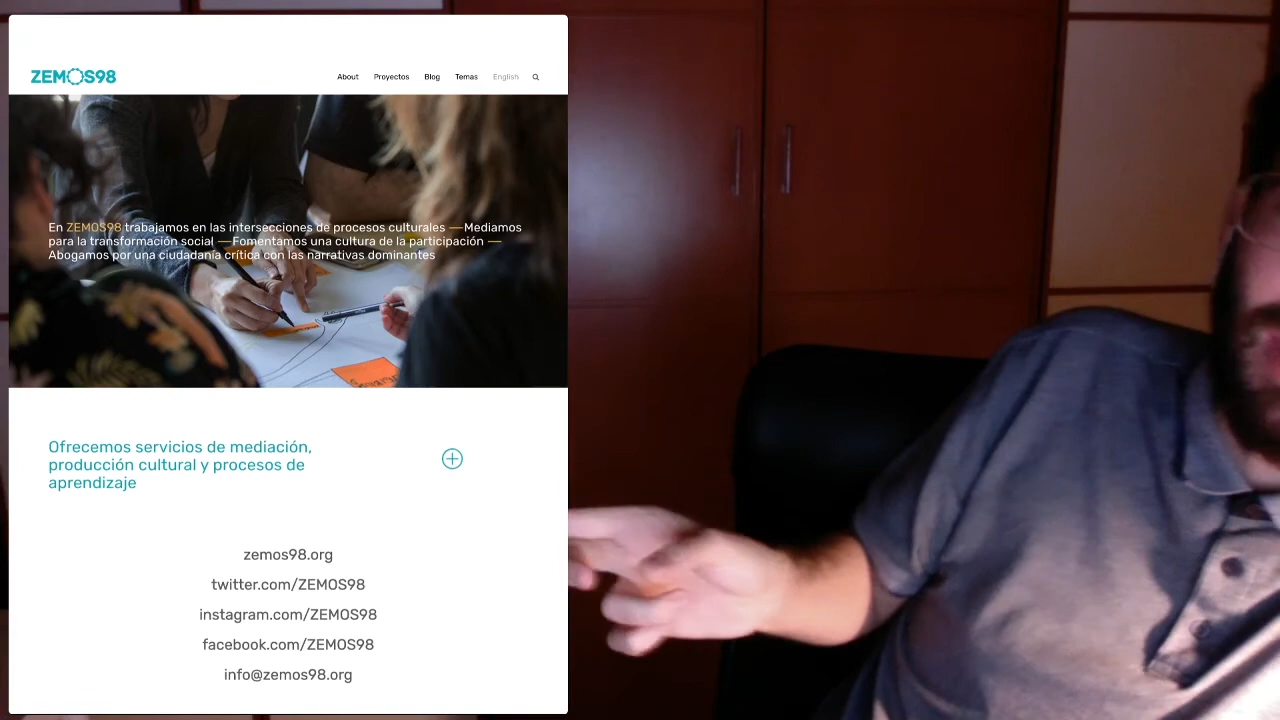 ZEMOS98
About Proyectos Blog Temas English
En ZEMOS98 trabajamos en las intersecciones de procesos culturales —Mediamos
para la transformación social —Fomentamos una cultura de la participación —
Abogamos por una ciudadanía crítica con las narrativas dominantes
Ofrecemos servicios de mediación,
producción cultural y procesos de
aprendizaje
zemos98.org
twitter.com/ZEMOS98
instagram.com/ZEMOS98
facebook.com/ZEMOS98
info@zemos98.org